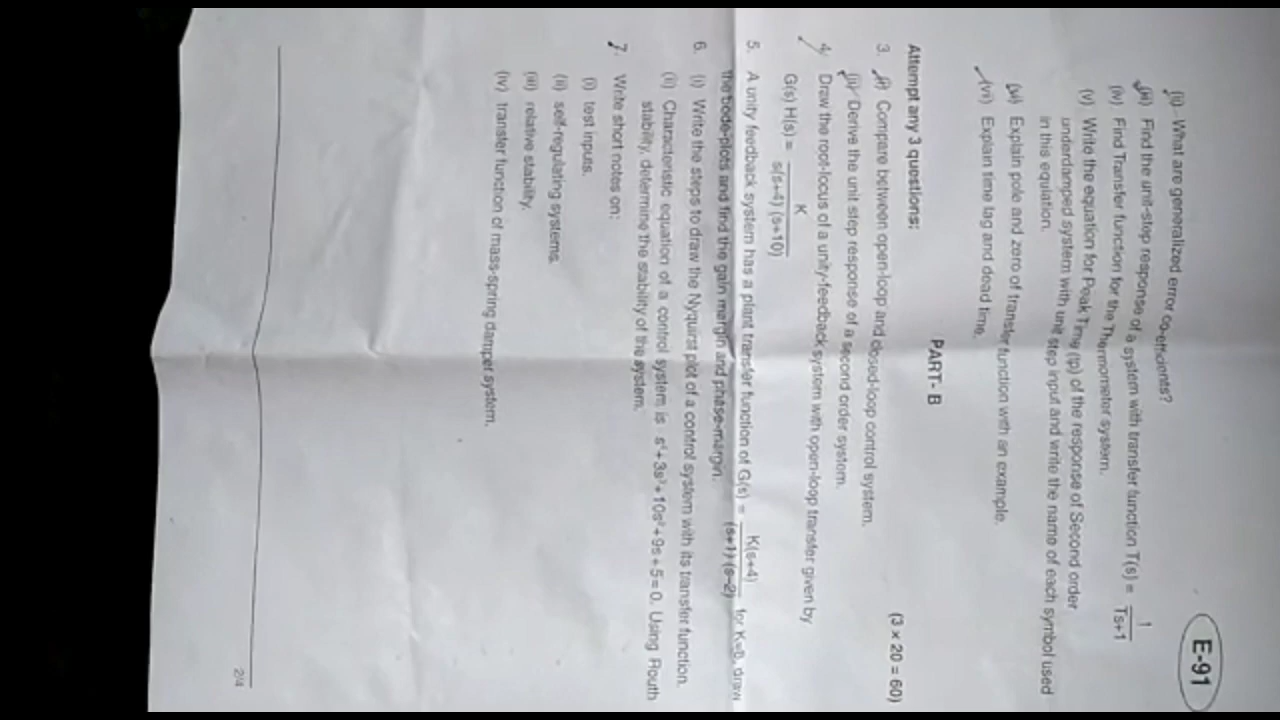 E-91
(ii) What are generalized error co-efficients?
(iii) Find the unit-step response of a system with transfer function T(s) = 1 / Ts+1
(iv) Find Transfer function for the Thermometer system.
(v) Write the equation for Peak Time (tp) of the response of Second order
underdamped system with unit step input and write the name of each symbol used
in this equlation.
(vi) Explain pole and zero of transfer function with an example.
(vii) Explain time lag and dead time.
PART- B
Attempt any 3 questions: (3 × 20 = 60)
3. (i) Compare between open-loop and closed-loop control system.
(ii) Derive the unit step response of a second order system.
4. Draw the root-locus of a unity-feedback system with open-loop transfer given by
G(s) H(s) = K / s(s+4) (s+10)
5. A unity feedback system has a plant transfer function of G(s) = K(s+4) / (s+1) (s-2) for K=8, draw
the bode-plots and find the gain margin and phase-margin.
6. (i) Write the steps to draw the Nyquirst plot of a control system with its transfer function.
(ii) Characteristic equation of a control system is s⁴+3s³+10s²+9s+5=0. Using Routh
stability, determine the stability of the system.
7. Write short notes on:
(i) test inputs.
(ii) self-regulating systems.
(iii) relative stability.
(iv) transfer function of mass-spring damper system.
2/4